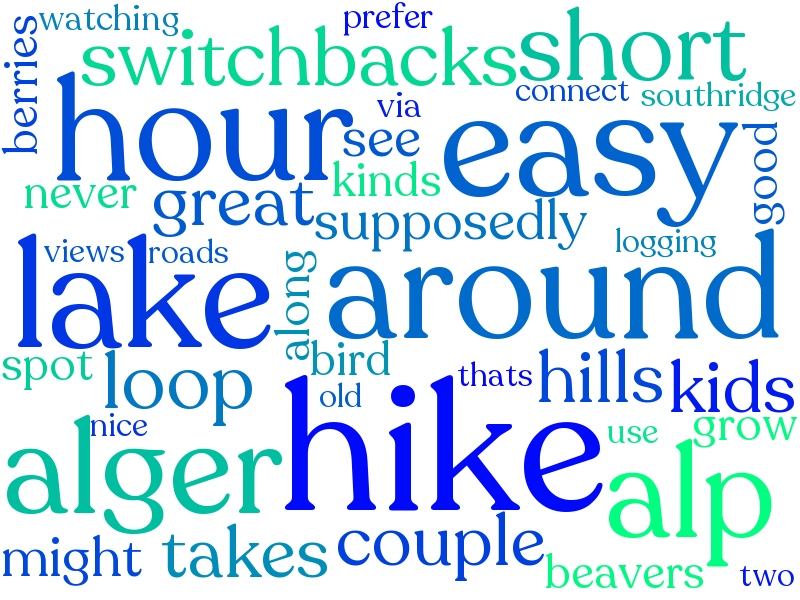 watching
prefer
berries
switchbacks
short
hour
via
connect
southridge
see
easy
good
never
great
kinds
supposedly
views
roads
logging
lake
along
around
spot
loop
bird
old
thats
hills
kids
nice
alger
hike
use
grow
alp
might
takes
couple
beavers
two